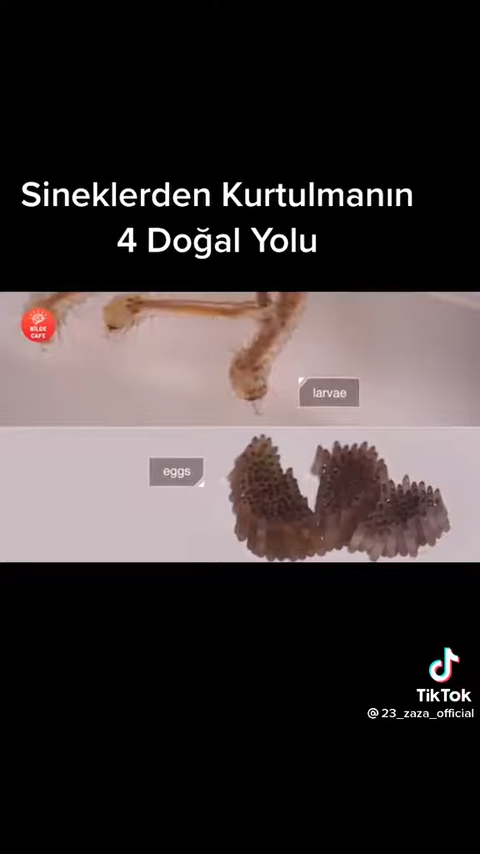 Sineklerden Kurtulmanın
4 Doğal Yolu
BİLGE
CAFE
larvae
eggs
TikTok
@23_zaza_official